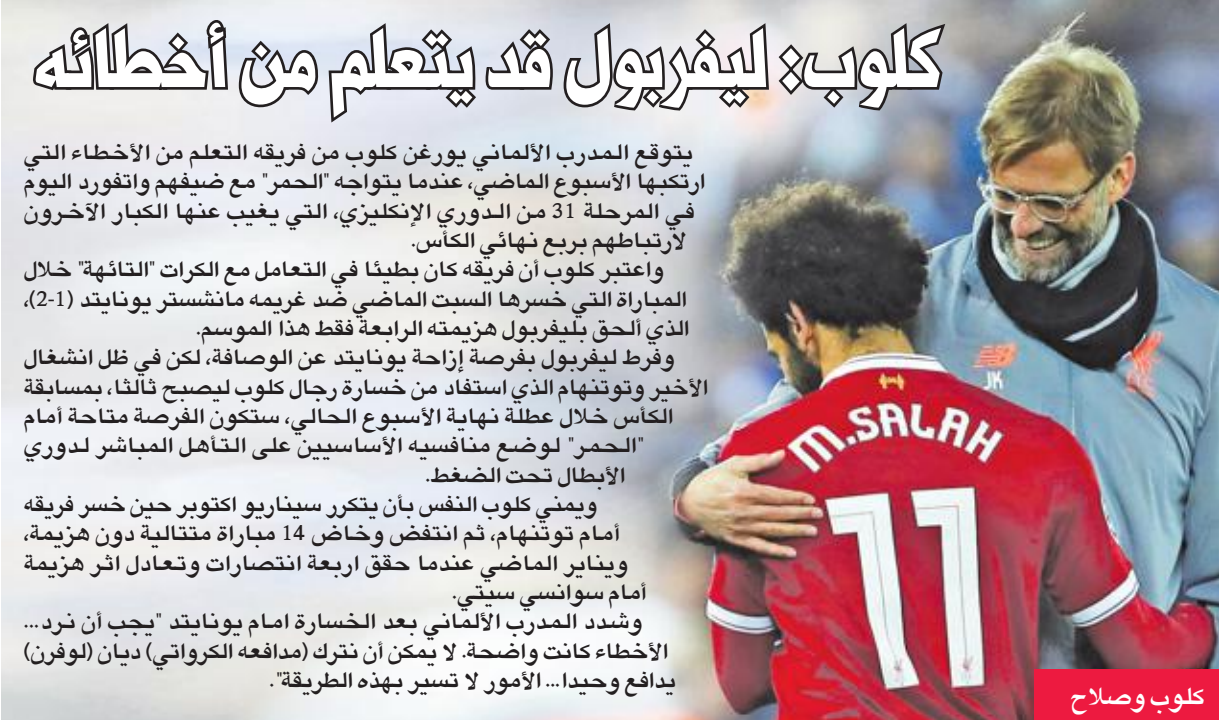 كلوب: ليفربول قد يتعلم من أخطائه
يتوقع المدرب الألماني يورغن كلوب من فريقه التعلم من الأخطاء التي
ارتكبها الأسبوع الماضي، عندما يتواجه "الحمر" مع ضيفهم واتفورد اليوم
في المرحلة 31 من الدوري الإنكليزي، التي يغيب عنها الكبار الآخرون
لارتباطهم بربع نهائي الكأس.
واعتبر كلوب أن فريقه كان بطيئا في التعامل مع الكرات "التائهة" خلال
المباراة التي خسرها السبت الماضي ضد غريمه مانشستر يونايتد (1-2)،
الذي ألحق بليفربول هزيمته الرابعة فقط هذا الموسم.
وفرط ليفربول بفرصة إزاحة يونايتد عن الوصافة، لكن في ظل انشغال
الأخير وتوتنهام الذي استفاد من خسارة رجال كلوب ليصبح ثالثا، بمسابقة
الكأس خلال عطلة نهاية الأسبوع الحالي، ستكون الفرصة متاحة أمام
"الحمر" لوضع منافسيه الأساسيين على التأهل المباشر لدوري
الأبطال تحت الضغط.
ويمني كلوب النفس بأن يتكرر سيناريو اكتوبر حين خسر فريقه
أمام توتنهام، ثم انتفض وخاض 14 مباراة متتالية دون هزيمة،
ويناير الماضي عندما حقق اربعة انتصارات وتعادل اثر هزيمة
أمام سوانسي سيتي.
وشدد المدرب الألماني بعد الخسارة امام يونايتد "يجب أن نرد...
الأخطاء كانت واضحة. لا يمكن أن نترك (مدافعه الكرواتي) ديان (لوفرن)
يدافع وحيدا... الأمور لا تسير بهذه الطريقة".
JK
M.SALAH
11
كلوب وصلاح